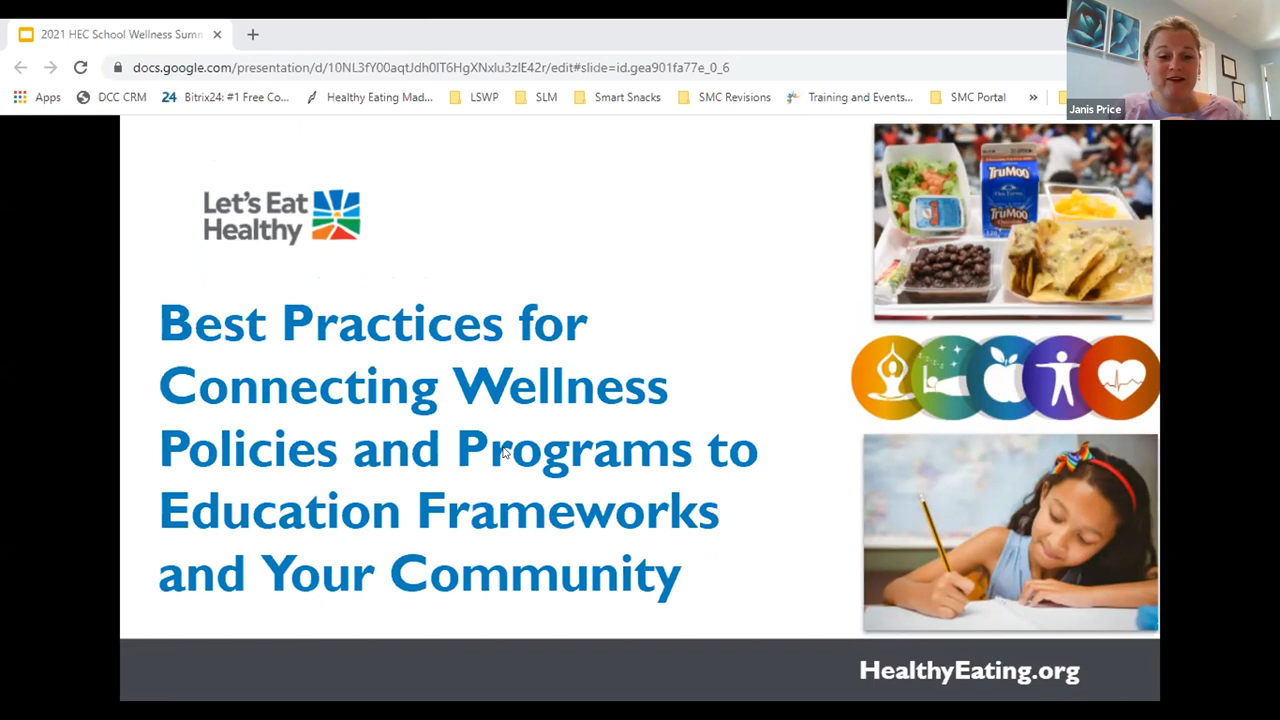 2021 HEC School Wellness Sumn
docs.google.com/presentation/d/10NL3fY00aqtJdh0lT6HgXNxlu3zlE42r/edit#slide=id.gea901fa77e_0_6
Apps DCC CRM 24 Bitrix24: #1 Free Co... Healthy Eating Mad... LSWP SLM Smart Snacks SMC Revisions Training and Events... SMC Portal »
Janis Price
Let's Eat
Healthy
TruMoo
TruMoo
Best Practices for
Connecting Wellness
Policies and Programs to
Education Frameworks
and Your Community
HealthyEating.org